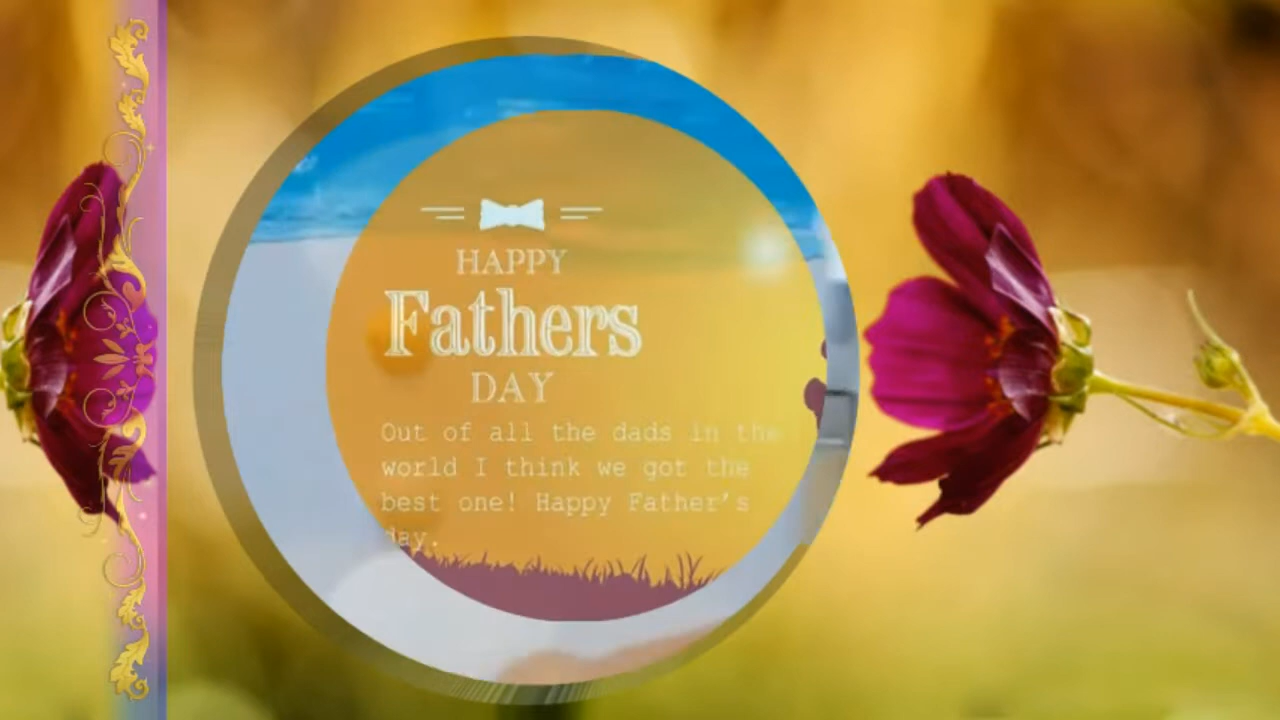 HAPPY
Fathers
DAY
Out of all the dads in the
world I think we got the
best one! Happy Father’s
day.